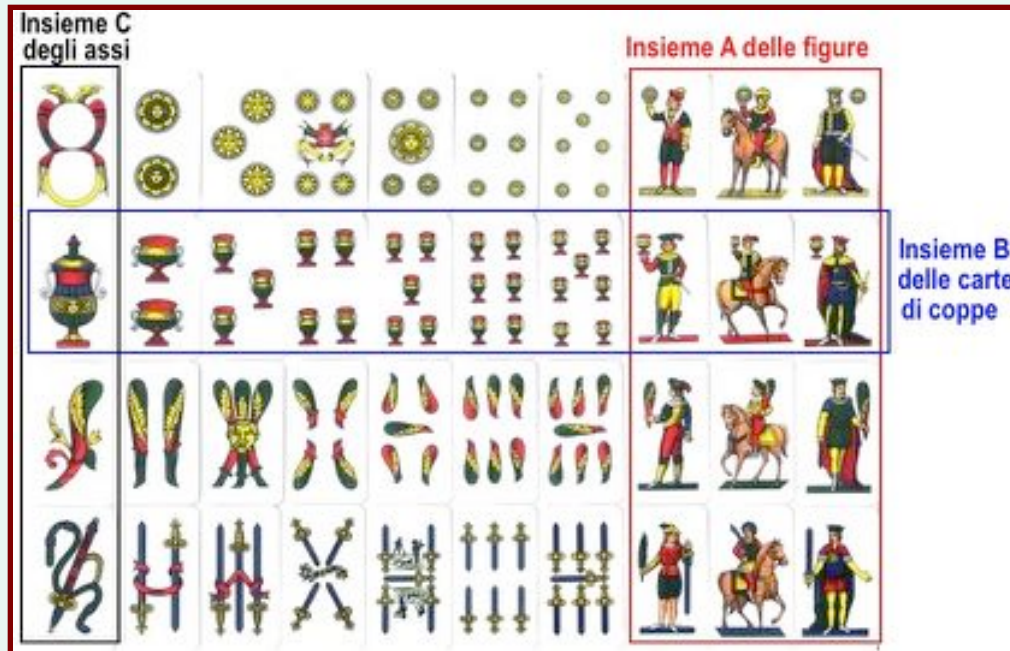 Insieme C
degli assi
Insieme A delle figure
Insieme B
delle carte
di coppe